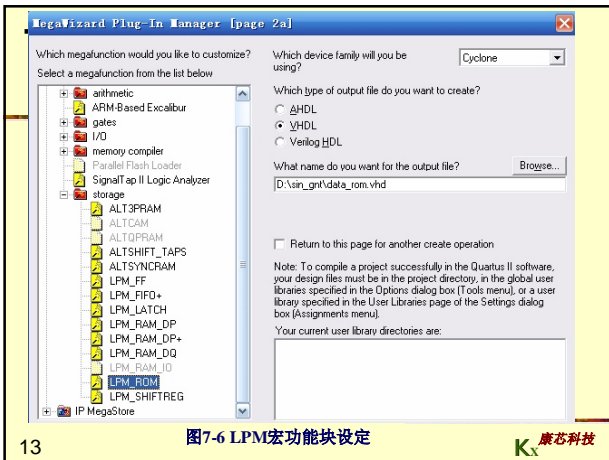 MegaWizard Plug-In Manager [page 2a]
Which megafunction would you like to customize?
Select a megafunction from the list below
arithmetic
ARM-Based Excalibur
gates
I/O
memory compiler
Parallel Flash Loader
SignalTap II Logic Analyzer
storage
ALT3PRAM
ALTCAM
ALTQPRAM
ALTSHIFT_TAPS
ALTSYNCRAM
LPM_FF
LPM_FIFO+
LPM_LATCH
LPM_RAM_DP
LPM_RAM_DP+
LPM_RAM_DQ
LPM_RAM_IO
LPM_ROM
LPM_SHIFTREG
IP MegaStore
Which device family will you be using?
Cyclone
Which type of output file do you want to create?
AHDL
VHDL
Verilog HDL
What name do you want for the output file?
Browse...
D:\sin_gnt\data_rom.vhd
Return to this page for another create operation
Note: To compile a project successfully in the Quartus II software,
your design files must be in the project directory, in the global user
libraries specified in the Options dialog box (Tools menu), or a user
library specified in the User Libraries page of the Settings dialog
box (Assignments menu).
Your current user library directories are:
图7-6 LPM宏功能块设定
13
KX 康芯科技